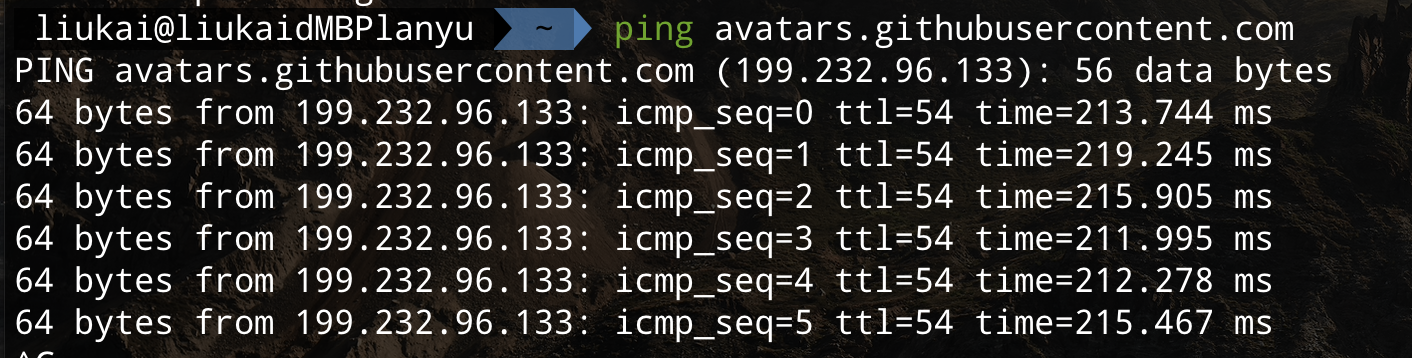 liukai@liukaidMBPlanyu ~ ping avatars.githubusercontent.com
PING avatars.githubusercontent.com (199.232.96.133): 56 data bytes
64 bytes from 199.232.96.133: icmp_seq=0 ttl=54 time=213.744 ms
64 bytes from 199.232.96.133: icmp_seq=1 ttl=54 time=219.245 ms
64 bytes from 199.232.96.133: icmp_seq=2 ttl=54 time=215.905 ms
64 bytes from 199.232.96.133: icmp_seq=3 ttl=54 time=211.995 ms
64 bytes from 199.232.96.133: icmp_seq=4 ttl=54 time=212.278 ms
64 bytes from 199.232.96.133: icmp_seq=5 ttl=54 time=215.467 ms